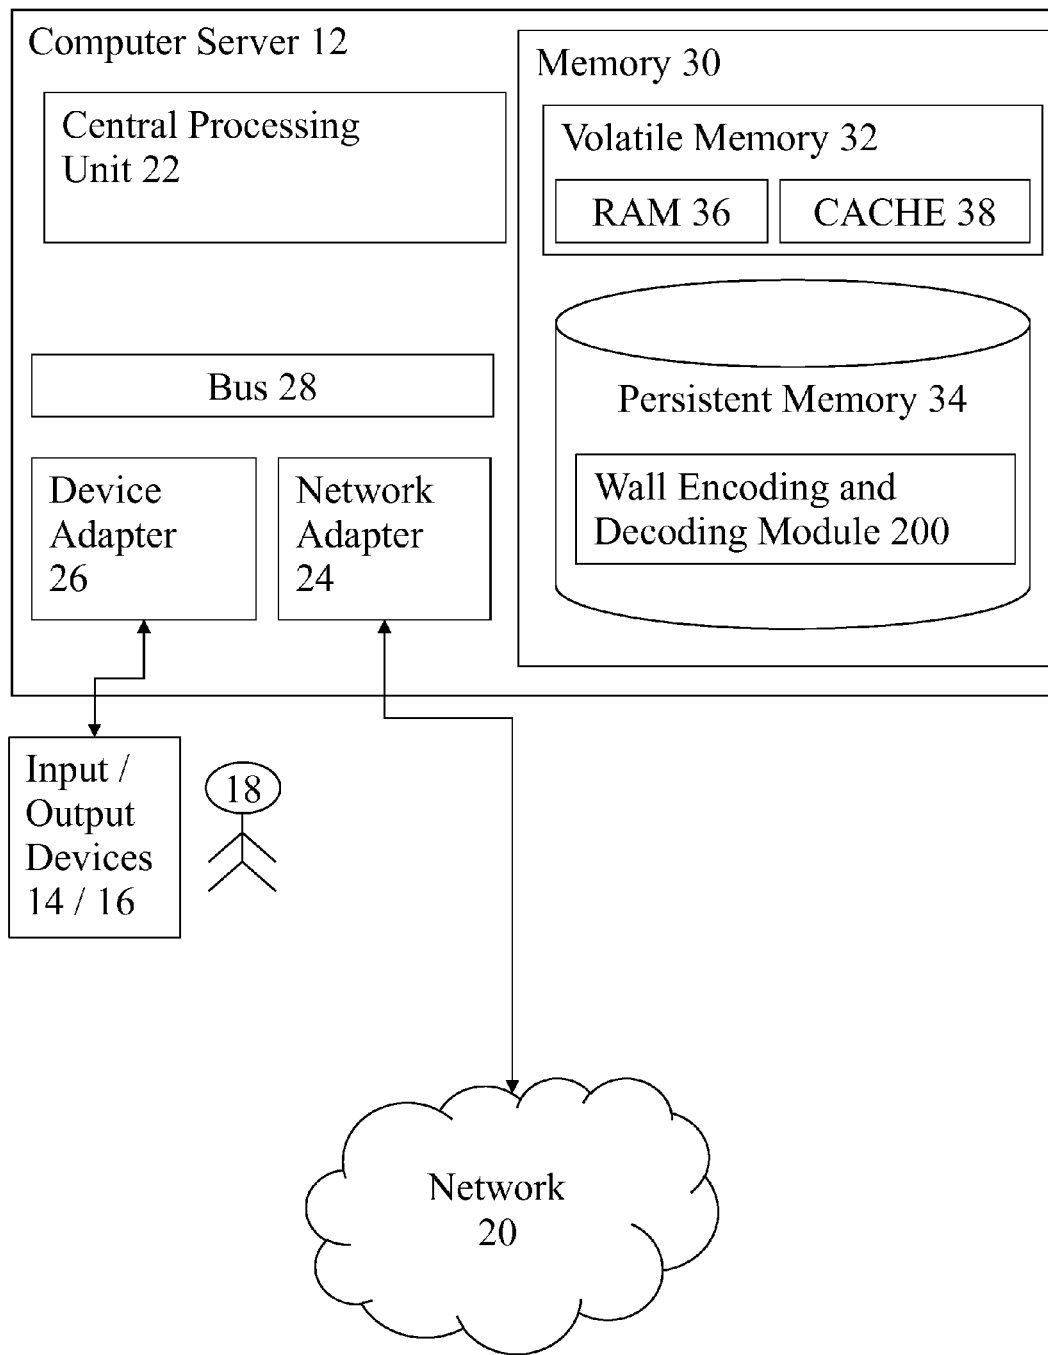 Computer Server 12
Central Processing
Unit 22
Memory 30
Volatile Memory 32
RAM 36
CACHE 38
Bus 28
Persistent Memory 34
Device
Adapter
26
Network
Adapter
24
Wall Encoding and
Decoding Module 200
Input /
Output
Devices
14 / 16
18
Network
20